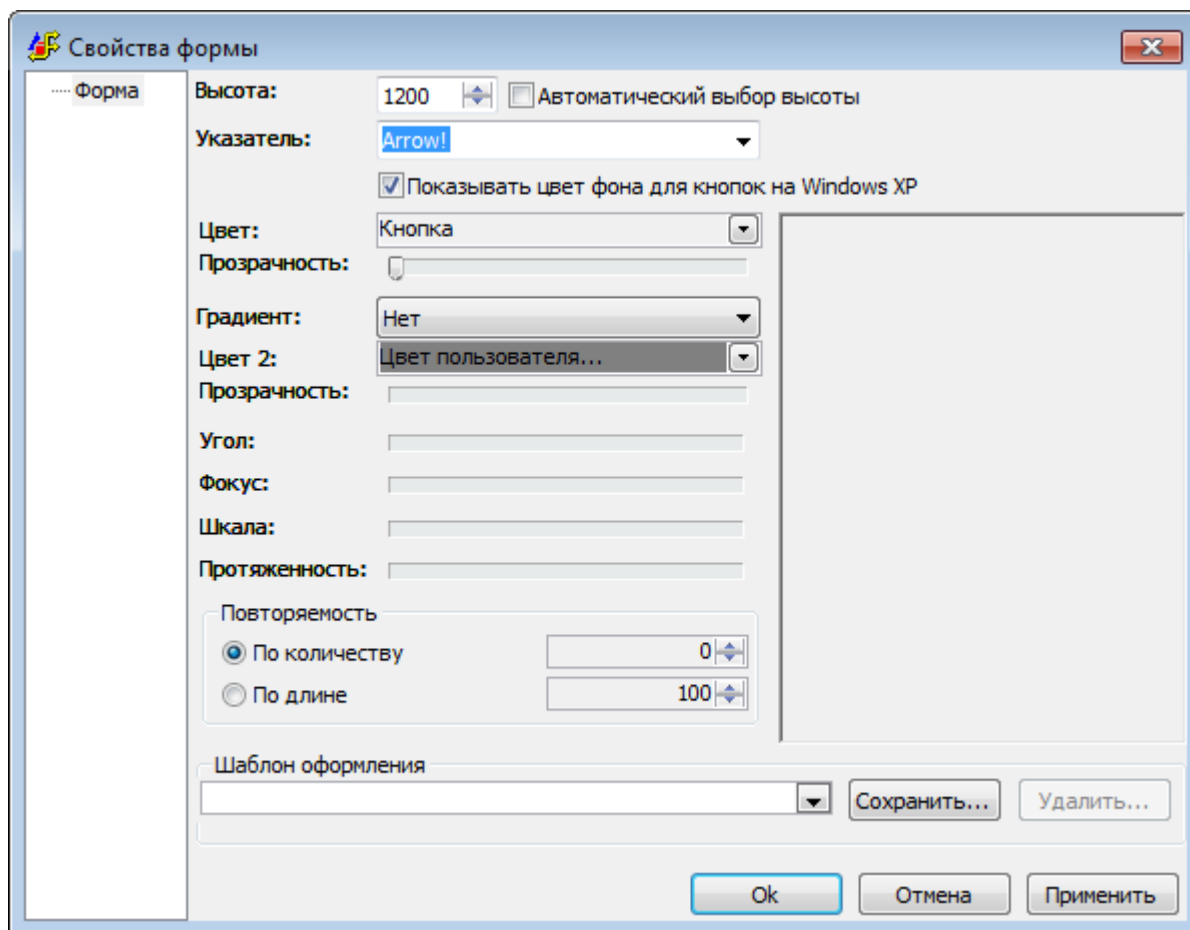 Свойства формы
Форма
Высота: 1200 Автоматический выбор высоты
Указатель: Arrow!
Показывать цвет фона для кнопок на Windows XP
Цвет: Кнопка
Прозрачность:
Градиент: Нет
Цвет 2: Цвет пользователя...
Прозрачность:
Угол:
Фокус:
Шкала:
Протяженность:
Повторяемость
По количеству 0
По длине 100
Шаблон оформления
Сохранить... Удалить...
Ok Отмена Применить